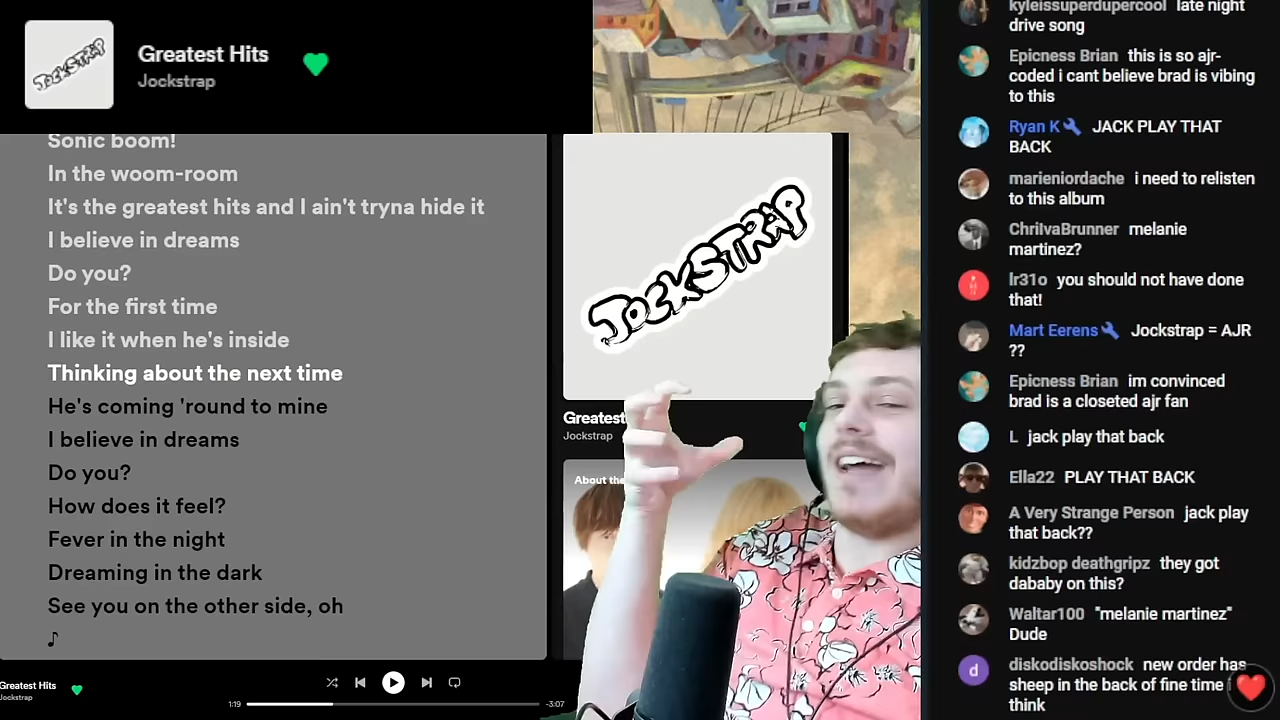 JOCKSTRAP
Greatest Hits
Jockstrap
Sonic boom!
In the woom-room
It's the greatest hits and I ain't tryna hide it
I believe in dreams
Do you?
For the first time
I like it when he's inside
Thinking about the next time
He's coming 'round to mine
I believe in dreams
Do you?
How does it feel?
Fever in the night
Dreaming in the dark
See you on the other side, oh
♪
JOCKSTRAP
Greatest
Jockstrap
About the
Greatest Hits
Jockstrap
1:19
-3:07
kyleissuperdupercool late night
drive song
Epicness Brian this is so ajr-
coded i cant believe brad is vibing
to this
Ryan K JACK PLAY THAT
BACK
marieniordache i need to relisten
to this album
ChrilvaBrunner melanie
martinez?
lr31o you should not have done
that!
Mart Eerens Jockstrap = AJR
??
Epicness Brian im convinced
brad is a closeted ajr fan
L jack play that back
Ella22 PLAY THAT BACK
A Very Strange Person jack play
that back??
kidzbop deathgripz they got
dababy on this?
Waltar100 "melanie martinez"
Dude
d
diskodiskoshock new order has
sheep in the back of fine time i
think